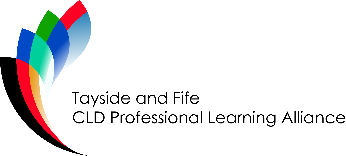 Tayside and Fife
CLD Professional Learning Alliance